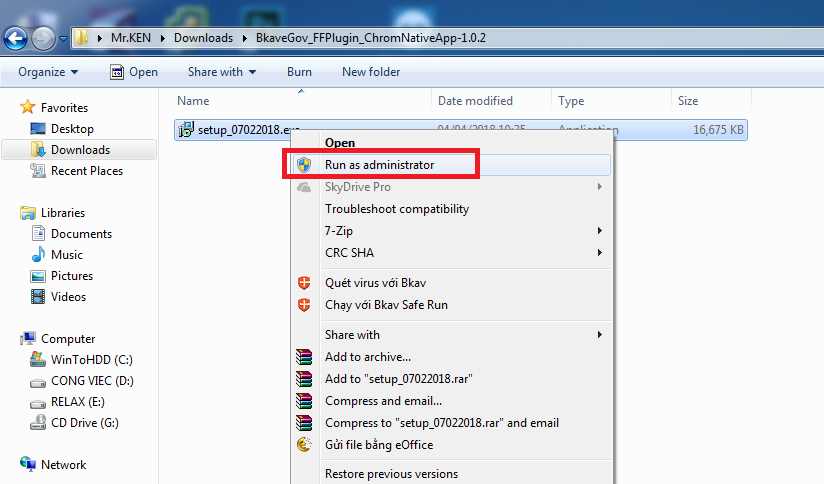 Mr.KEN Downloads BkaveGov_FFPlugin_ChromNativeApp-1.0.2
Organize Open Share with Burn New folder
Name Date modified Type Size
Favorites
Desktop
Downloads
Recent Places
Libraries
Documents
Music
Pictures
Videos
Computer
WinToHDD (C:)
CONG VIEC (D:)
RELAX (E:)
CD Drive (G:)
Network
setup_07022018.exe 04/04/2018 10:25 Application 16,675 KB
Open
Run as administrator
SkyDrive Pro
Troubleshoot compatibility
7-Zip
CRC SHA
Quét virus với Bkav
Chạy với Bkav Safe Run
Share with
Add to archive...
Add to "setup_07022018.rar"
Compress and email...
Compress to "setup_07022018.rar" and email
Gửi file bằng eOffice
Restore previous versions